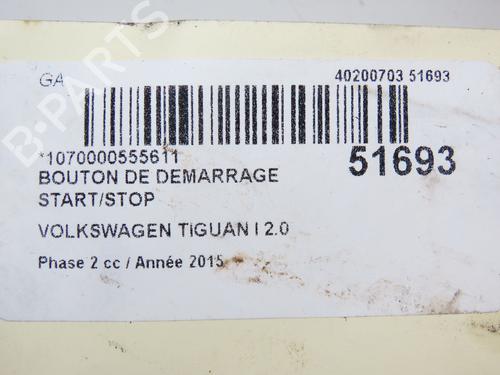 GA
40200703 51693
*1070000555611
51693
BOUTON DE DEMARRAGE
START/STOP
VOLKSWAGEN TIGUAN I 2.0
Phase 2 cc / Année 2015
B-PARTS